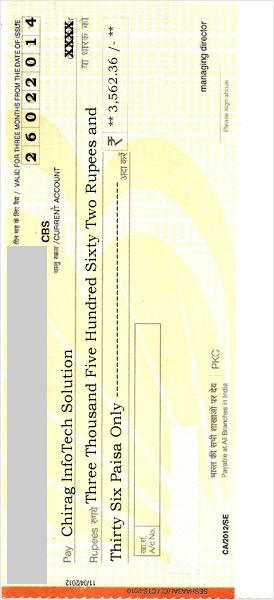 तीन माह के लिए वैध / VALID FOR THREE MONTHS FROM THE DATE OF ISSUE
2 6 0 2 2 0 1 4
CBS
चालू खाता /CURRENT ACCOUNT
Pay Chirag InfoTech Solution XXXX या धारक को
Rupees रुपये Three Thousand Five Hundred Sixty Two Rupees and
Thirty Six Paisa Only अदा करें ₹ ** 3,562.36 /- **
खा.सं.
A/c No.
managing director
Please sign above
भारत की सभी शाखाओं पर देय
Payable at All Branches in India
PKC
CA/2012/SE
11/04/2012
SESHAASAI (C) / CTS-2010